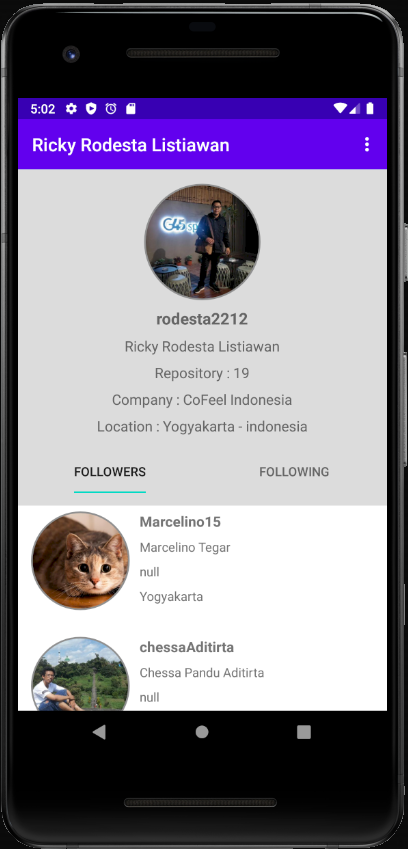 5:02
Ricky Rodesta Listiawan
rodesta2212
Ricky Rodesta Listiawan
Repository : 19
Company : CoFeel Indonesia
Location : Yogyakarta - indonesia
FOLLOWERS FOLLOWING
Marcelino15
Marcelino Tegar
null
Yogyakarta
chessaAditirta
Chessa Pandu Aditirta
null